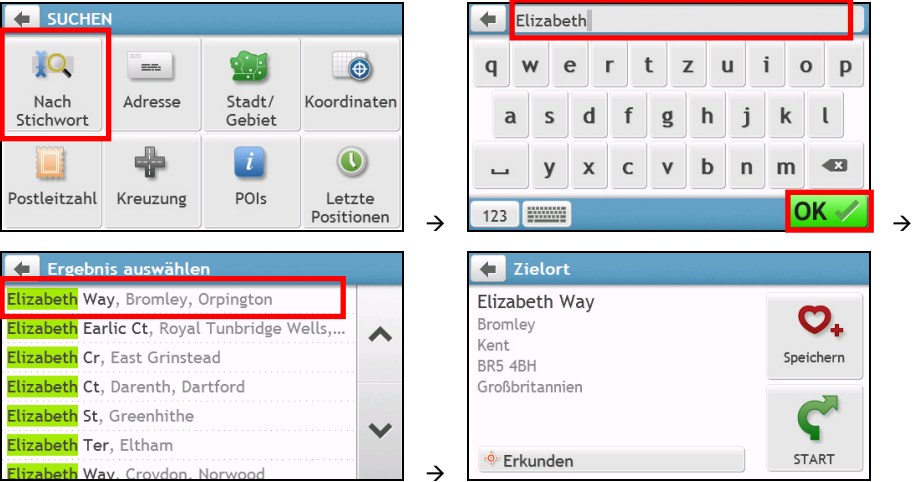 SUCHEN
Nach Stichwort
Adresse
Stadt/ Gebiet
Koordinaten
Postleitzahl
Kreuzung
POIs
Letzte Positionen
→
Elizabeth
q w e r t z u i o p
a s d f g h j k l
y x c v b n m
123
OK
→
Ergebnis auswählen
Elizabeth Way, Bromley, Orpington
Elizabeth Earlic Ct, Royal Tunbridge Wells,...
Elizabeth Cr, East Grinstead
Elizabeth Ct, Darenth, Dartford
Elizabeth St, Greenhithe
Elizabeth Ter, Eltham
Elizabeth Way, Croydon, Norwood
→
Zielort
Elizabeth Way
Bromley
Kent
BR5 4BH
Großbritannien
Speichern
Erkunden
START